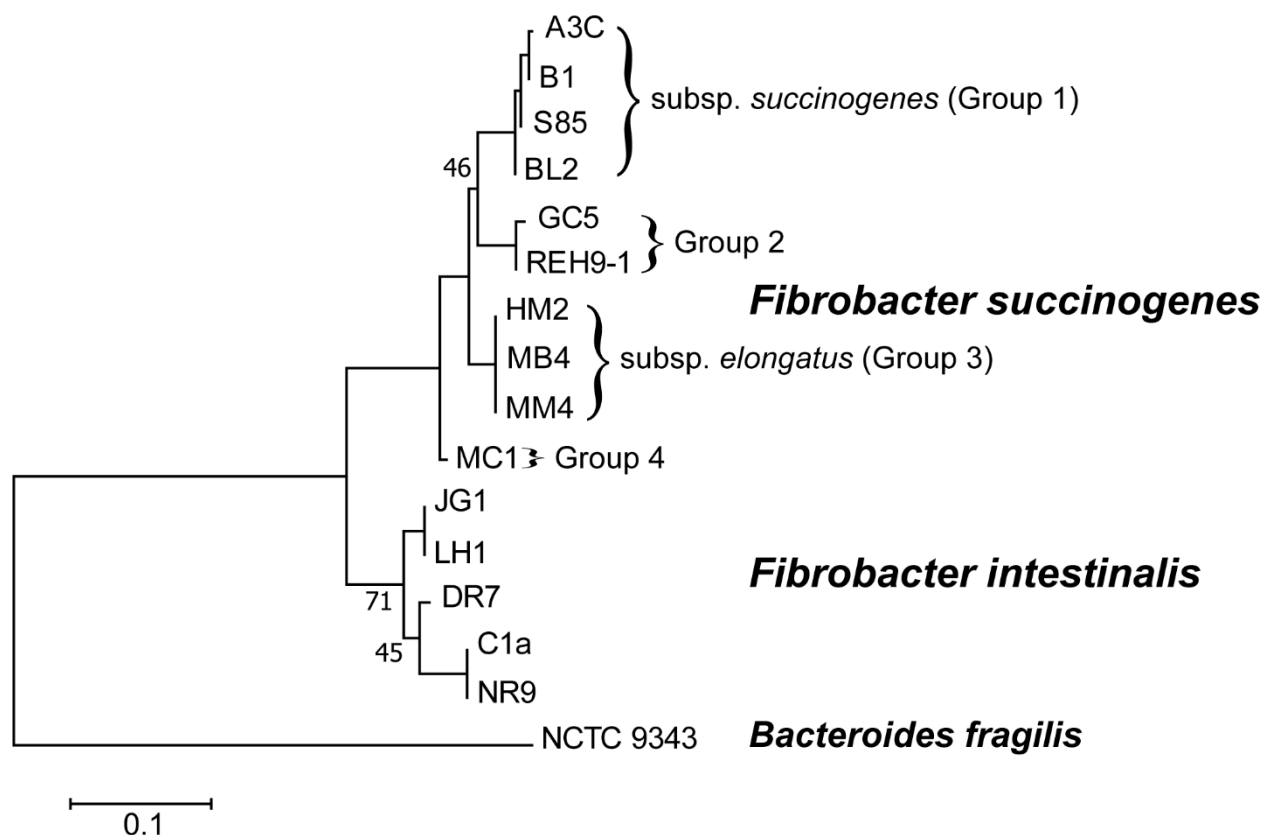 A3C
B1
subsp. succinogenes (Group 1)
S85
46
BL2
GC5
Group 2
REH9-1
Fibrobacter succinogenes
HM2
MB4
subsp. elongatus (Group 3)
MM4
MC1
Group 4
JG1
LH1
Fibrobacter intestinalis
71
DR7
45
C1a
NR9
NCTC 9343
Bacteroides fragilis
0.1